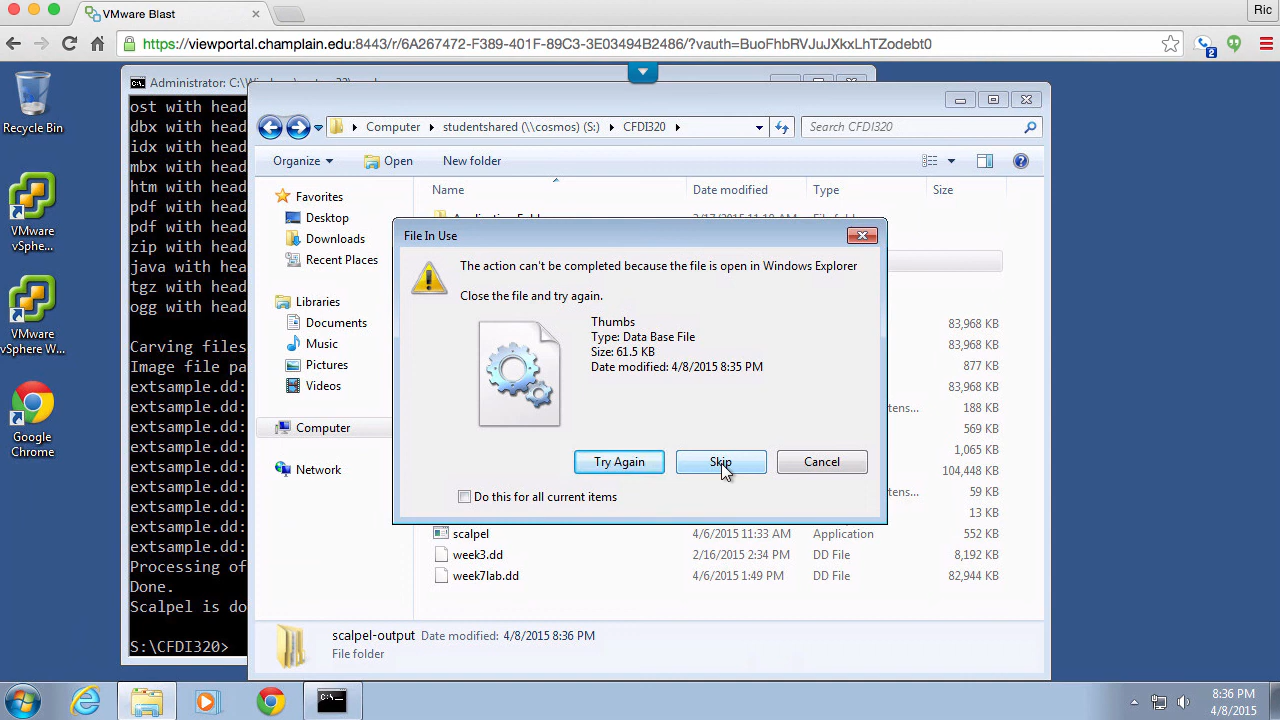 VMware Blast
Ric
https://viewportal.champlain.edu:8443/r/6A267472-F389-401F-89C3-3E03494B2486/?vauth=BuoFhbRVJuJXkxLhTZodebt0
2
Recycle Bin
VMware
vSphe...
VMware
vSphere W...
Google
Chrome
Administrator: C:\
ost with head
dbx with head
idx with head
mbx with head
htm with head
pdf with head
pdf with head
zip with head
java with head
tgz with head
ogg with head
Carving files
Image file pa
extsample.dd:
extsample.dd:
extsample.dd:
extsample.dd:
extsample.dd:
extsample.dd:
extsample.dd:
extsample.dd:
extsample.dd:
Processing of
Done.
Scalpel is do
S:\CFDI320>
Computer
studentshared (\\cosmos) (S:)
CFDI320
Search CFDI320
Organize
Open
New folder
Favorites
Desktop
Downloads
Recent Places
Libraries
Documents
Music
Pictures
Videos
Computer
Network
Name
Date modified
Type
Size
83,968 KB
83,968 KB
877 KB
83,968 KB
tens...
188 KB
569 KB
1,065 KB
104,448 KB
tens...
59 KB
13 KB
scalpel
4/6/2015 11:33 AM
Application
552 KB
week3.dd
2/16/2015 2:34 PM
DD File
8,192 KB
week7lab.dd
4/6/2015 1:49 PM
DD File
82,944 KB
scalpel-output
Date modified: 4/8/2015 8:36 PM
File folder
File In Use
The action can't be completed because the file is open in Windows Explorer
Close the file and try again.
Thumbs
Type: Data Base File
Size: 61.5 KB
Date modified: 4/8/2015 8:35 PM
Try Again
Skip
Cancel
Do this for all current items
8:36 PM
4/8/2015